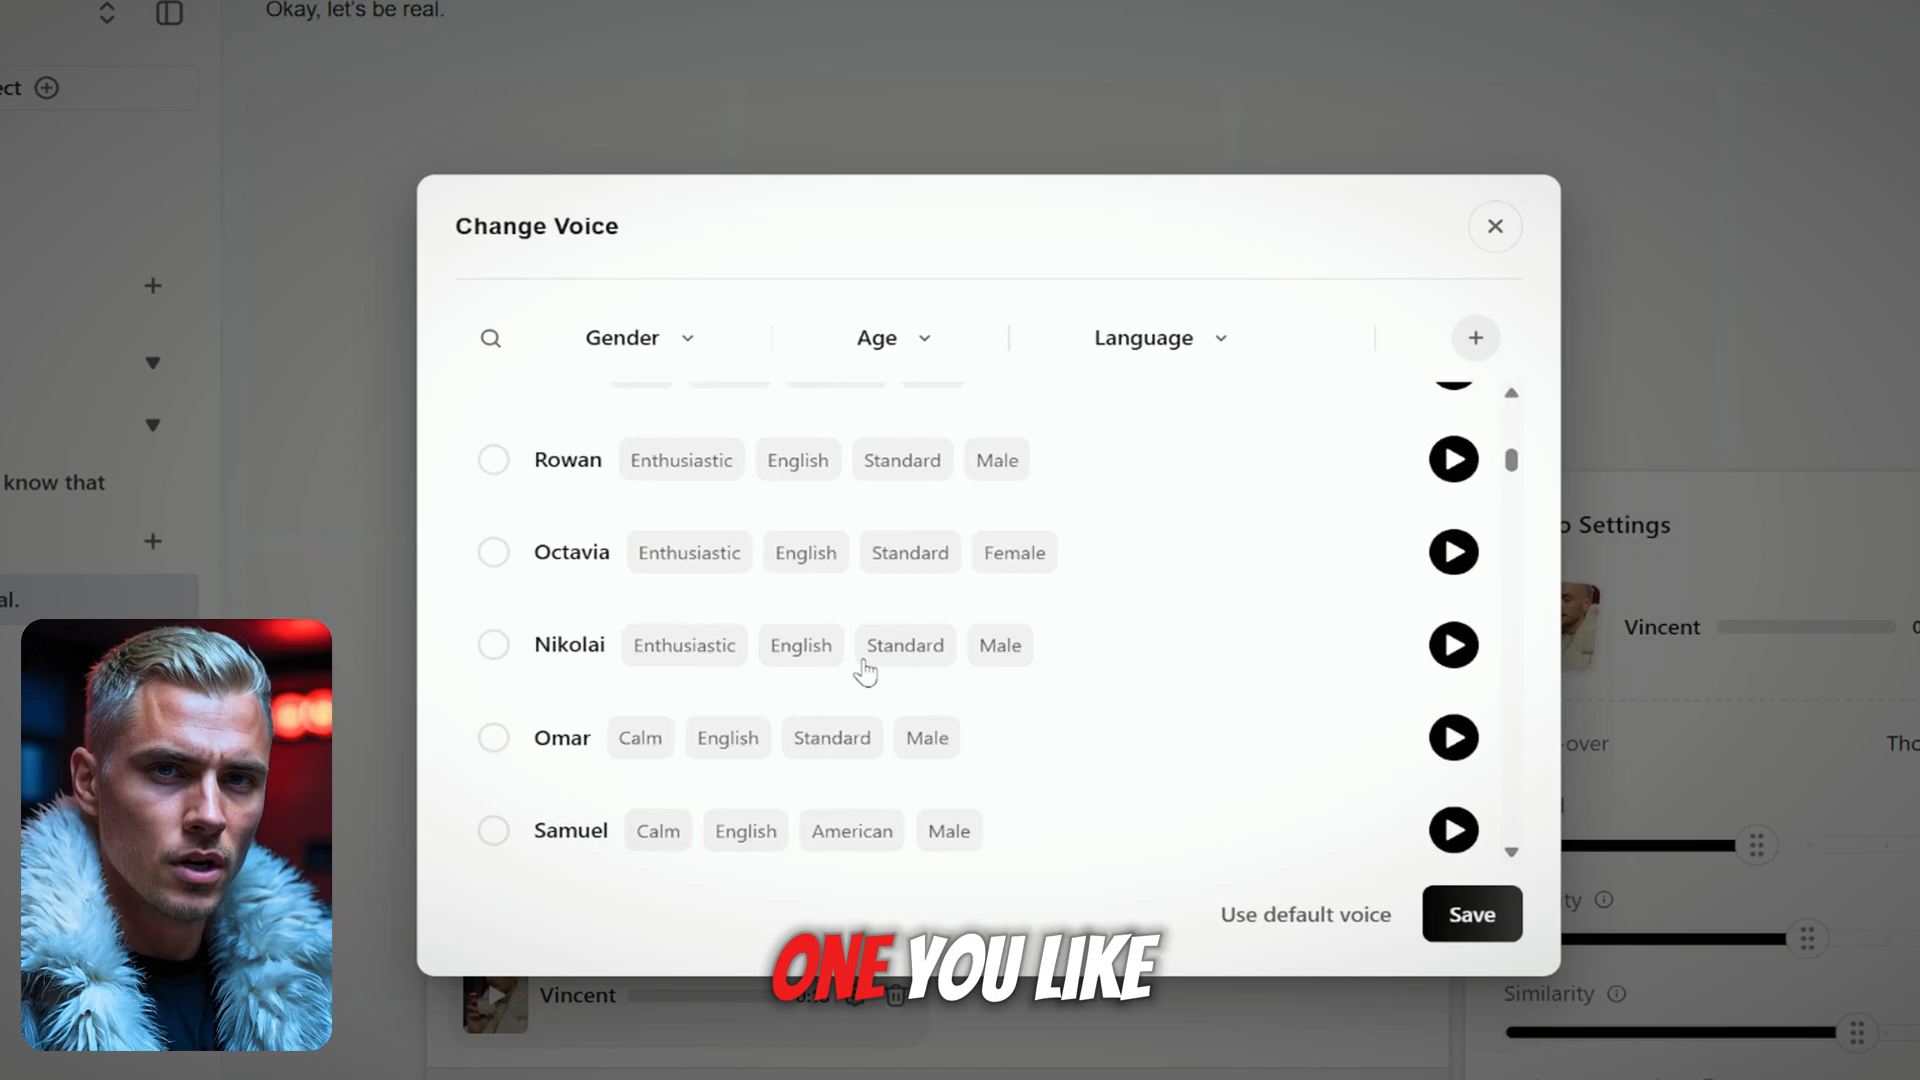 Okay, let's be real.
ect
know that
al.
Change Voice
Gender
Age
Language
Rowan Enthusiastic English Standard Male
Octavia Enthusiastic English Standard Female
Nikolai Enthusiastic English Standard Male
Omar Calm English Standard Male
Samuel Calm English American Male
Use default voice
Save
ONE YOU LIKE
Vincent
o Settings
Vincent
-over
Tho
ty
Similarity